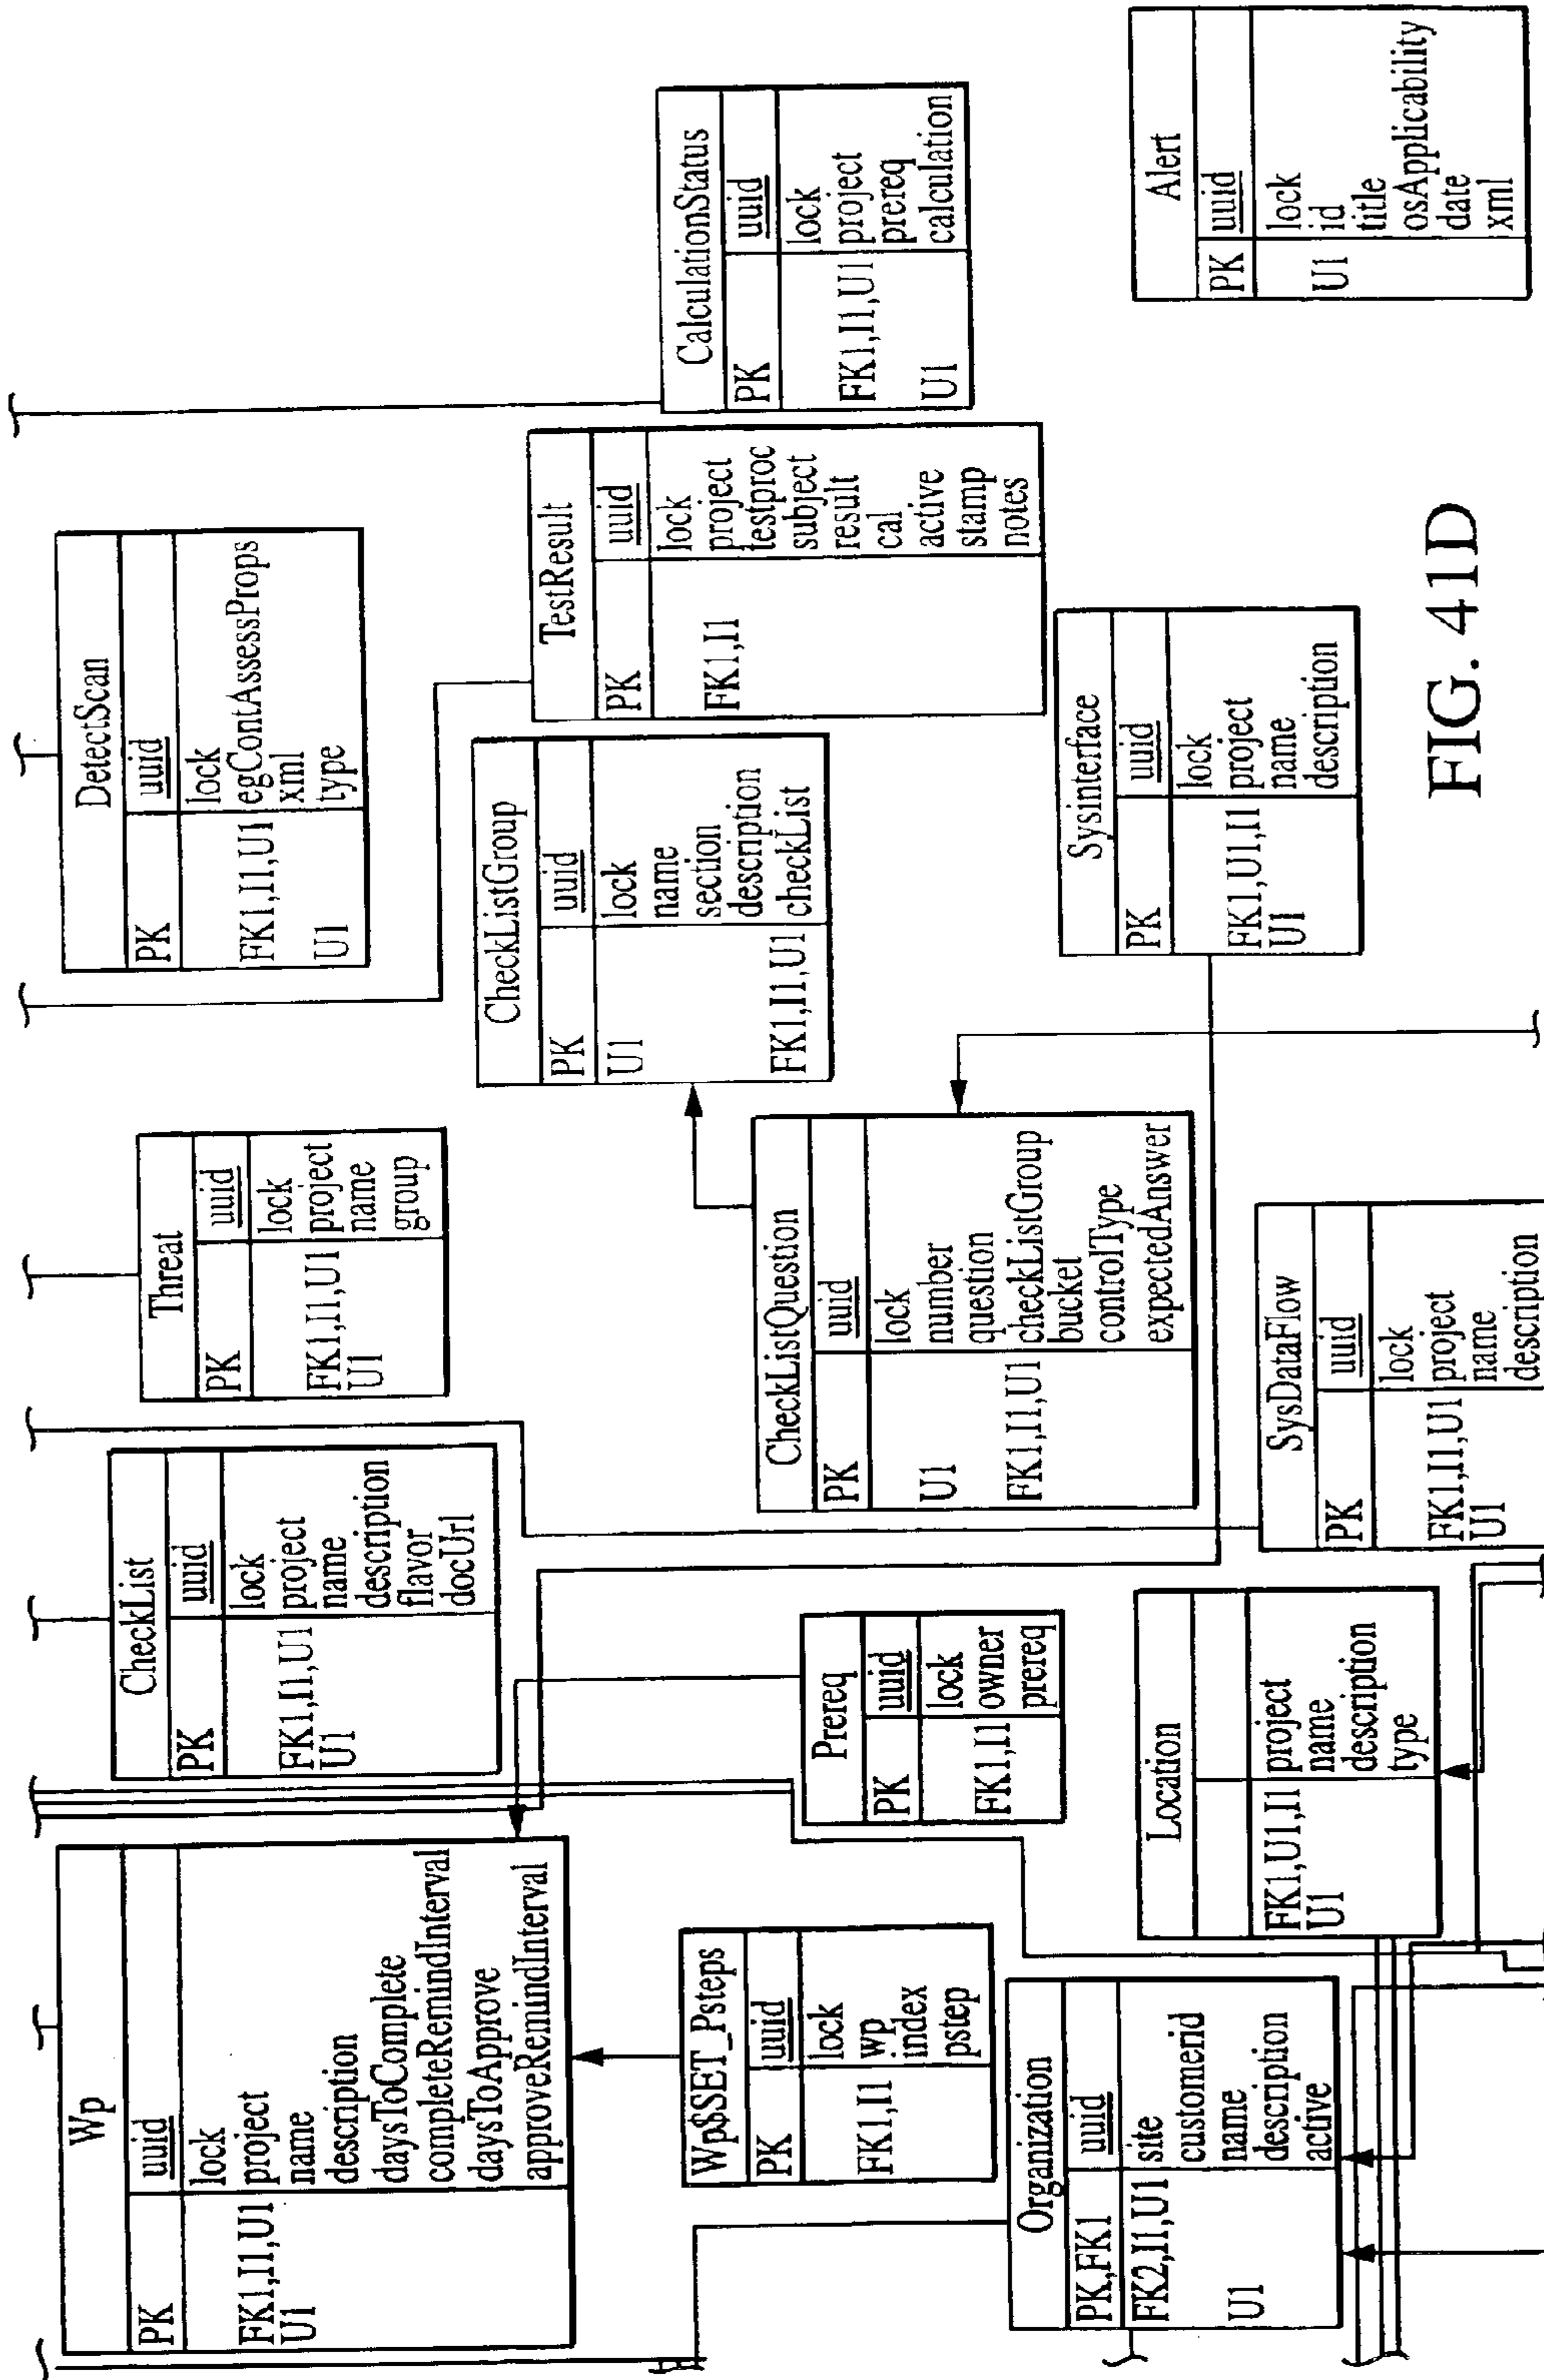 Wp
PK uuid
lock
FK1,I1,U1 project
U1 name
description
daysToComplete
completeRemindInterval
daysToApprove
approveRemindInterval
CheckList
PK uuid
lock
FK1,I1,U1 project
U1 name
description
flavor
docUrl
Threat
PK uuid
lock
FK1,I1,U1 project
U1 name
group
DetectScan
PK uuid
lock
FK1,I1,U1 egContAssessProps
xml
U1 type
Wp$SET_Psteps
PK uuid
lock
FK1,I1 wp
index
pstep
Prereq
PK uuid
lock
FK1,I1 owner
prereq
CheckListQuestion
PK uuid
lock
U1 number
question
FK1,I1,U1 checkListGroup
bucket
controlType
expectedAnswer
CheckListGroup
PK uuid
U1 lock
name
section
description
FK1,I1,U1 checkList
TestResult
PK uuid
lock
FK1,I1 project
testproc
subject
result
cal
active
stamp
notes
CalculationStatus
PK uuid
lock
FK1,I1,U1 project
prereq
U1 calculation
Organization
PK,FK1 uuid
FK2,I1,U1 site
customerid
U1 name
description
active
Location
FK1,U1,I1 project
U1 name
description
type
SysDataFlow
PK uuid
lock
FK1,I1,U1 project
U1 name
description
Sysinterface
PK uuid
lock
FK1,U1,I1 project
U1 name
description
Alert
PK uuid
lock
U1 id
title
osApplicability
date
xml
FIG. 41D